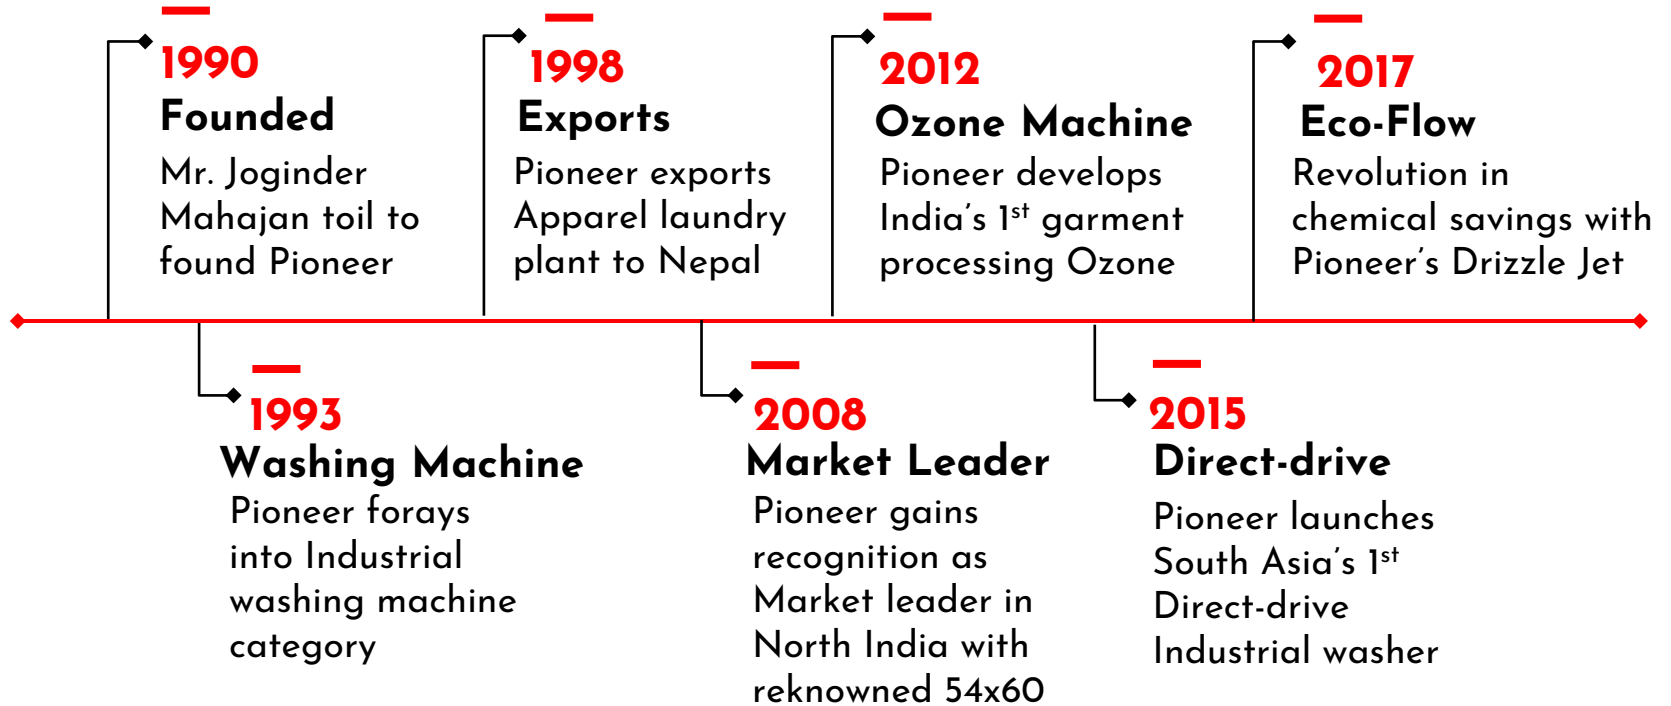 1990
Founded
Mr. Joginder
Mahajan toil to
found Pioneer
1993
Washing Machine
Pioneer forays
into Industrial
washing machine
category
1998
Exports
Pioneer exports
Apparel laundry
plant to Nepal
2008
Market Leader
Pioneer gains
recognition as
Market leader in
North India with
reknowned 54x60
2012
Ozone Machine
Pioneer develops
India's 1st garment
processing Ozone
2015
Direct-drive
Pioneer launches
South Asia's 1st
Direct-drive
Industrial washer
2017
Eco-Flow
Revolution in
chemical savings with
Pioneer's Drizzle Jet